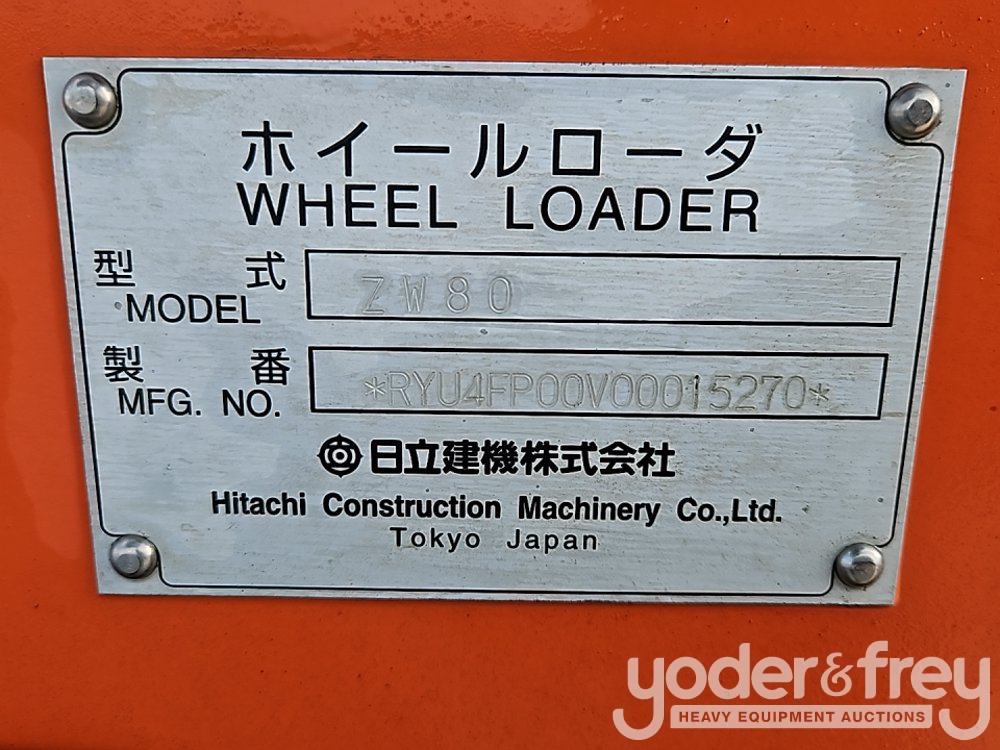 ホイールローダ
WHEEL LOADER
型式 ZW80
MODEL
製番 *RYU4FP00V00015270*
MFG. NO.
日立建機株式会社
Hitachi Construction Machinery Co.,Ltd.
Tokyo Japan
yoder&frey
HEAVY EQUIPMENT AUCTIONS